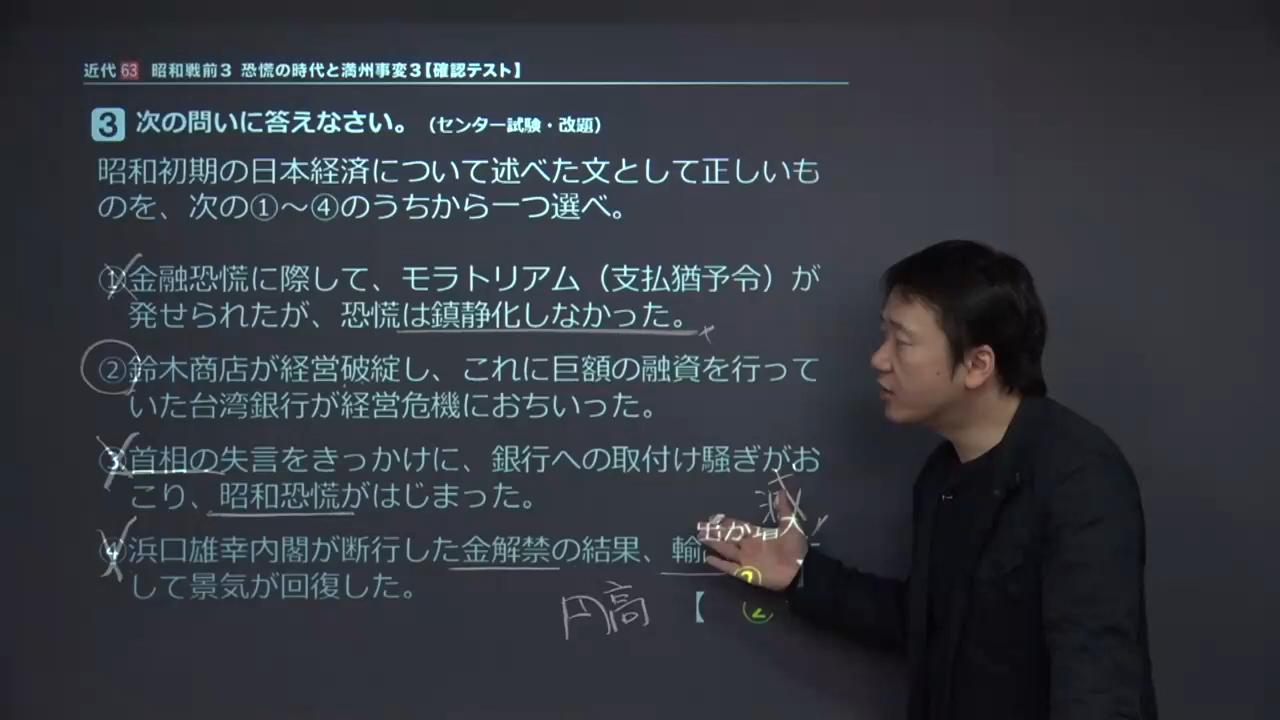 近代63 昭和戦前3 恐慌の時代と満州事変3【確認テスト】
3 次の問いに答えなさい。（センター試験・改題）
昭和初期の日本経済について述べた文として正しいも
のを、次の①～④のうちから一つ選べ。
①金融恐慌に際して、モラトリアム（支払猶予令）が
発せられたが、恐慌は鎮静化しなかった。
②鈴木商店が経営破綻し、これに巨額の融資を行って
いた台湾銀行が経営危機におちいった。
③首相の失言をきっかけに、銀行への取付け騒ぎがお
こり、昭和恐慌がはじまった。
減
④浜口雄幸内閣が断行した金解禁の結果、輸出が増大
して景気が回復した。
円高 【 ②